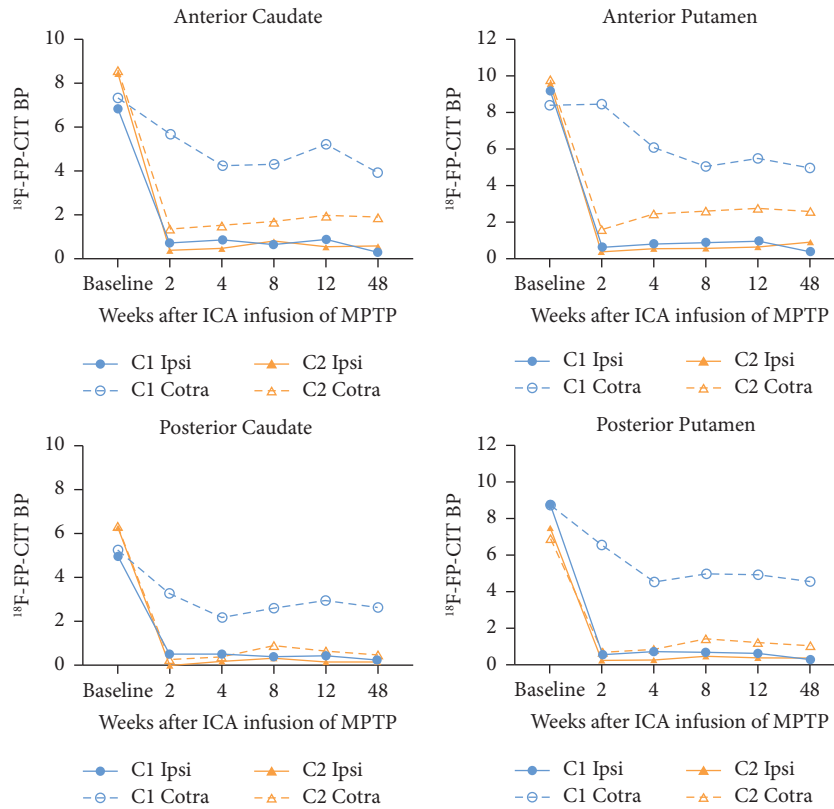 Anterior Caudate
10
8
6
4
2
0
¹⁸F-FP-CIT BP
Baseline 2 4 8 12 48
Weeks after ICA infusion of MPTP
C1 Ipsi C2 Ipsi
C1 Cotra C2 Cotra
Anterior Putamen
12
10
8
6
4
2
0
¹⁸F-FP-CIT BP
Baseline 2 4 8 12 48
Weeks after ICA infusion of MPTP
C1 Ipsi C2 Ipsi
C1 Cotra C2 Cotra
Posterior Caudate
10
8
6
4
2
0
¹⁸F-FP-CIT BP
Baseline 2 4 8 12 48
Weeks after ICA infusion of MPTP
C1 Ipsi C2 Ipsi
C1 Cotra C2 Cotra
Posterior Putamen
12
10
8
6
4
2
0
¹⁸F-FP-CIT BP
Baseline 2 4 8 12 48
Weeks after ICA infusion of MPTP
C1 Ipsi C2 Ipsi
C1 Cotra C2 Cotra